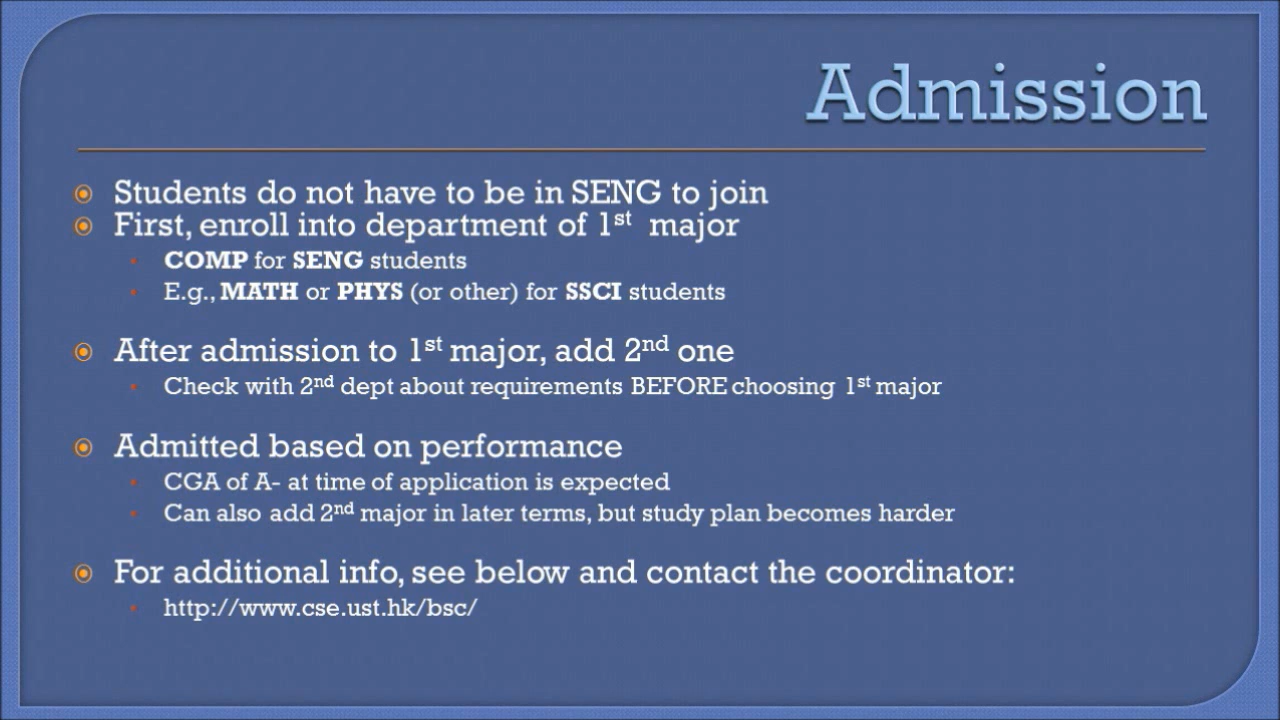 Admission
Students do not have to be in SENG to join
First, enroll into department of 1st major
COMP for SENG students
E.g., MATH or PHYS (or other) for SSCI students
After admission to 1st major, add 2nd one
Check with 2nd dept about requirements BEFORE choosing 1st major
Admitted based on performance
CGA of A- at time of application is expected
Can also add 2nd major in later terms, but study plan becomes harder
For additional info, see below and contact the coordinator:
http://www.cse.ust.hk/bsc/